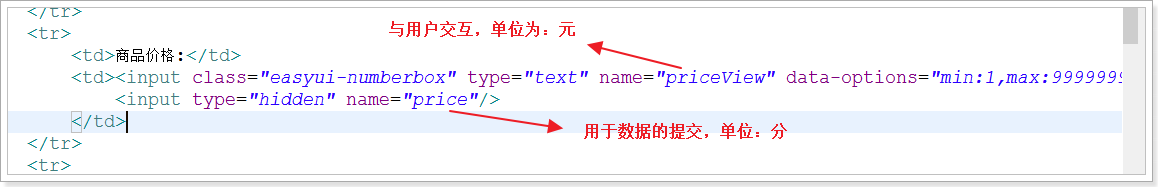 </tr>
<tr>
与用户交互，单位为：元
<td>商品价格:</td>
<td><input class="easyui-numberbox" type="text" name="priceView" data-options="min:1,max:9999999
<input type="hidden" name="price"/>
</td>
用于数据的提交，单位：分
</tr>
<tr>